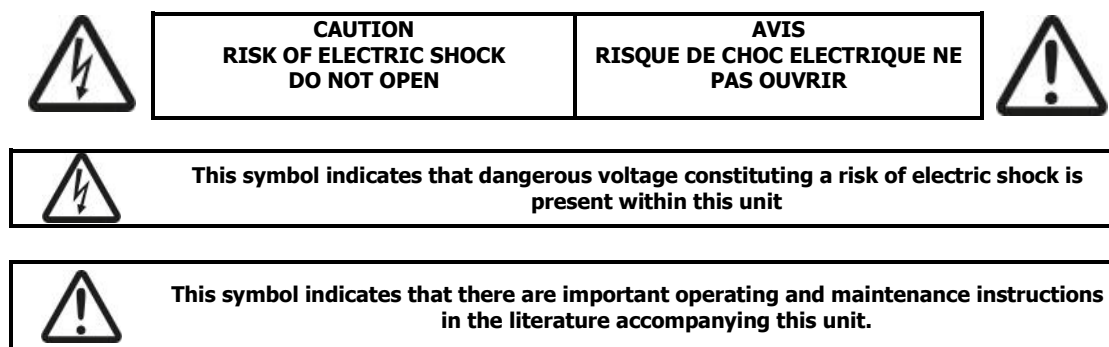 CAUTION
RISK OF ELECTRIC SHOCK
DO NOT OPEN
AVIS
RISQUE DE CHOC ELECTRIQUE NE
PAS OUVRIR
This symbol indicates that dangerous voltage constituting a risk of electric shock is
present within this unit
This symbol indicates that there are important operating and maintenance instructions
in the literature accompanying this unit.